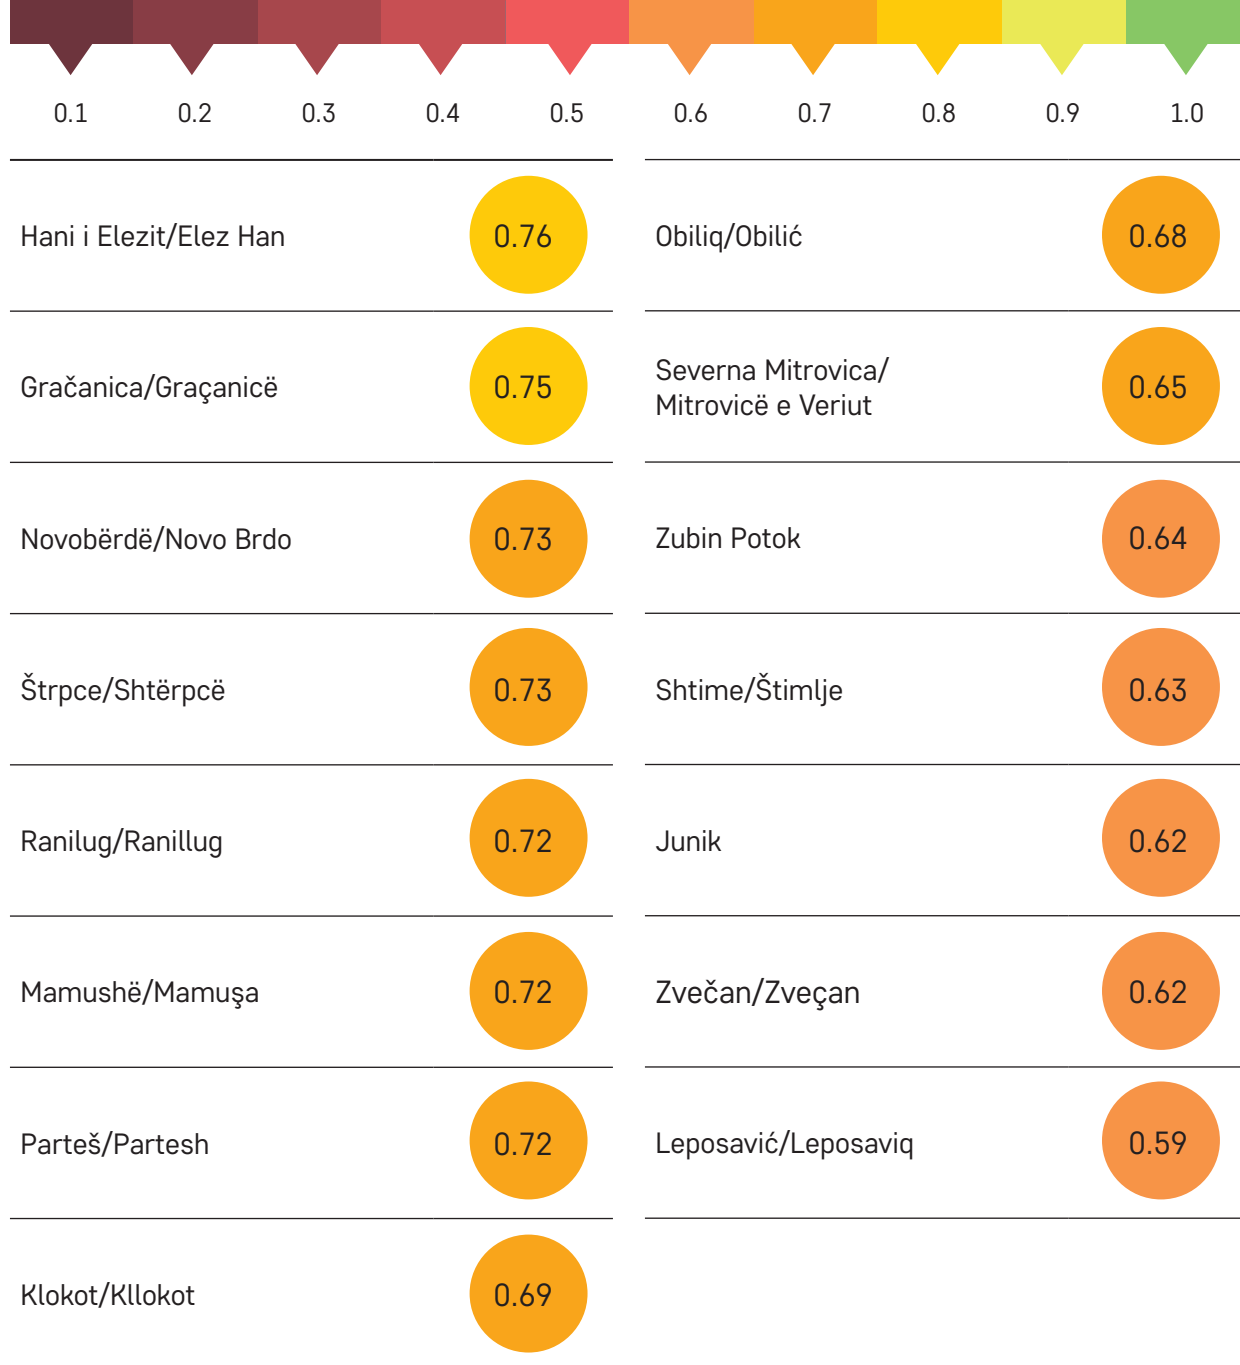 0.1 0.2 0.3 0.4 0.5 0.6 0.7 0.8 0.9 1.0
Hani i Elezit/Elez Han 0.76
Gračanica/Graçanicë 0.75
Novobërdë/Novo Brdo 0.73
Štrpce/Shtërpcë 0.73
Ranilug/Ranillug 0.72
Mamushë/Mamuşa 0.72
Parteš/Partesh 0.72
Klokot/Kllokot 0.69
Obiliq/Obilić 0.68
Severna Mitrovica/
Mitrovicë e Veriut 0.65
Zubin Potok 0.64
Shtime/Štimlje 0.63
Junik 0.62
Zvečan/Zveçan 0.62
Leposavić/Leposaviq 0.59